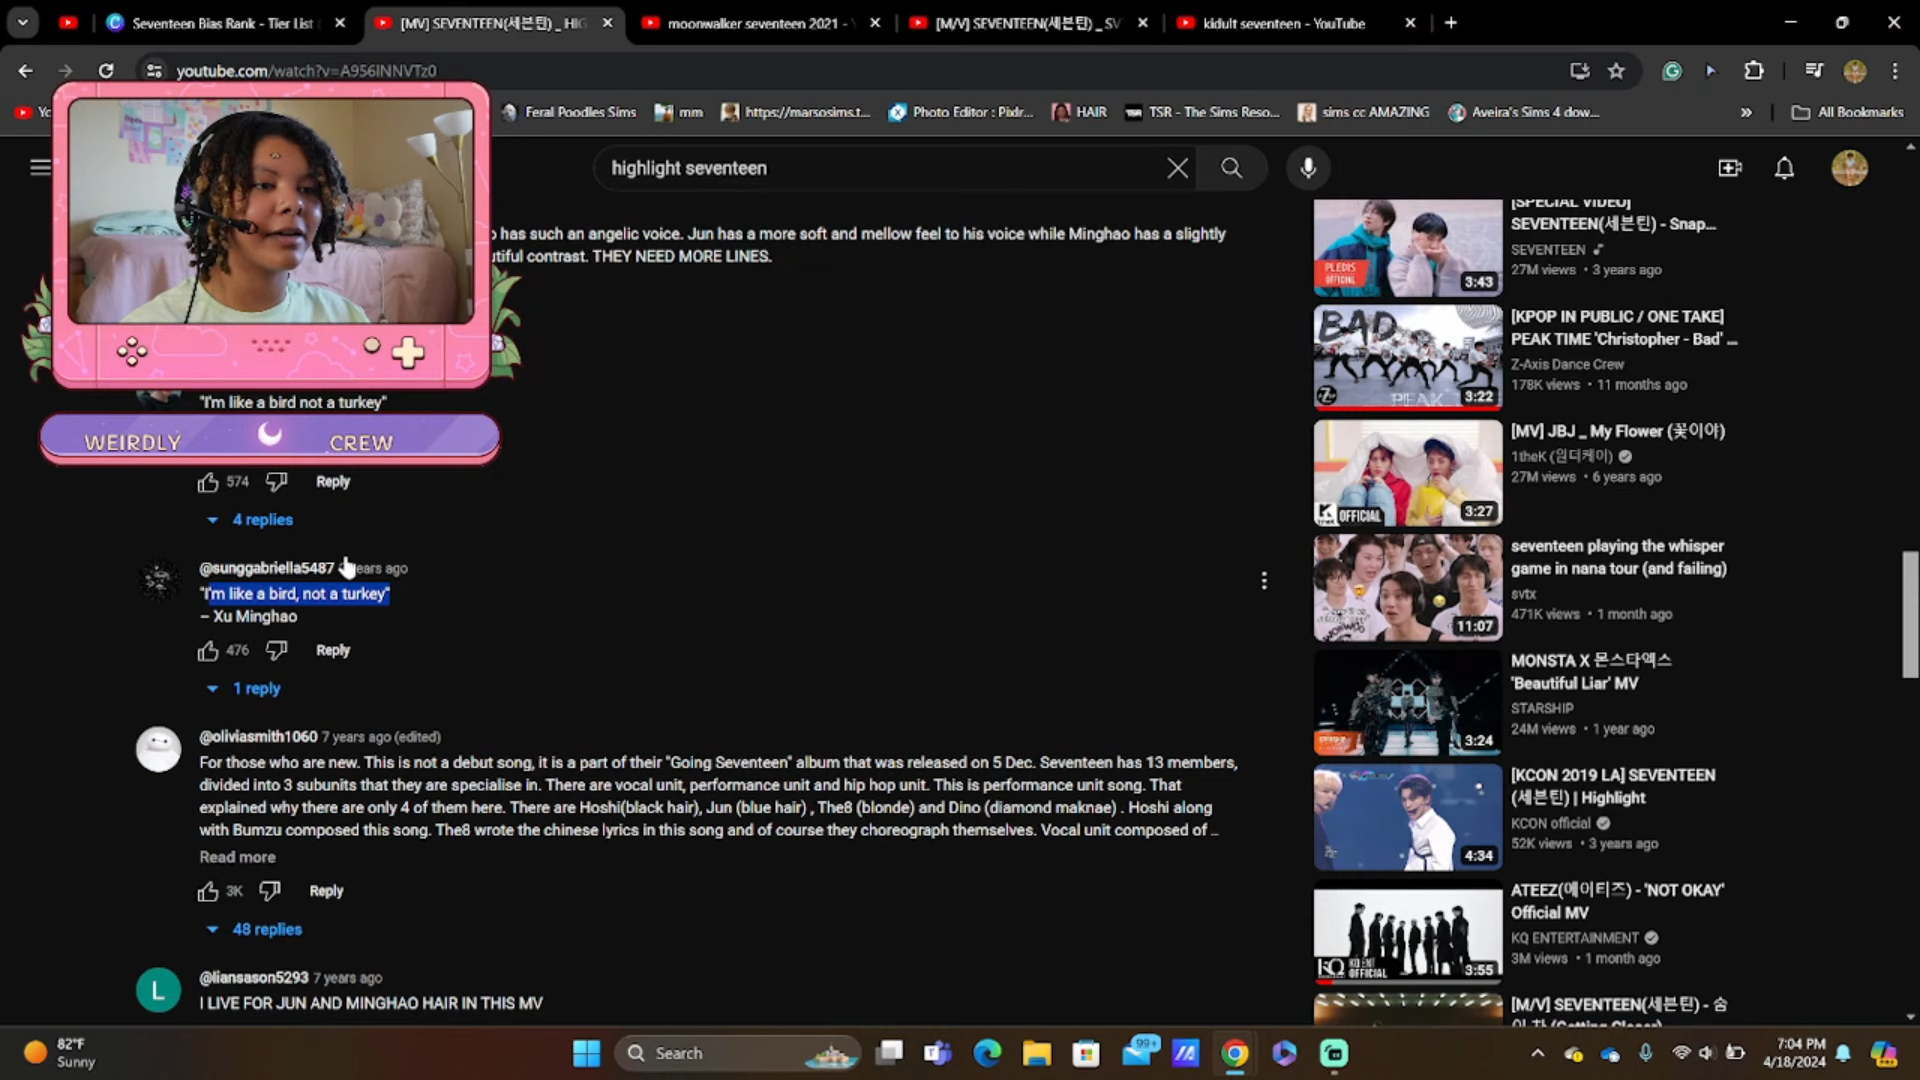 Seventeen Bias Rank - Tier List
[MV] SEVENTEEN(세븐틴) _ HIG
moonwalker seventeen 2021 -
[M/V] SEVENTEEN(세븐틴) _ SV
kidult seventeen - YouTube
youtube.com/watch?v=A956INNVTz0
Feral Poodles Sims
mm
https://marsosims.t...
Photo Editor : Pixlr...
HAIR
TSR - The Sims Reso...
sims cc AMAZING
Aveira's Sims 4 dow...
»
All Bookmarks
highlight seventeen
has such an angelic voice. Jun has a more soft and mellow feel to his voice while Minghao has a slightly
utiful contrast. THEY NEED MORE LINES.
"I'm like a bird not a turkey"
WEIRDLY CREW
574 Reply
4 replies
@sunggabriella5487 years ago
"I'm like a bird, not a turkey"
– Xu Minghao
476 Reply
1 reply
@oliviasmith1060 7 years ago (edited)
For those who are new. This is not a debut song, it is a part of their "Going Seventeen" album that was released on 5 Dec. Seventeen has 13 members,
divided into 3 subunits that they are specialise in. There are vocal unit, performance unit and hip hop unit. This is performance unit song. That
explained why there are only 4 of them here. There are Hoshi(black hair), Jun (blue hair) , The8 (blonde) and Dino (diamond maknae) . Hoshi along
with Bumzu composed this song. The8 wrote the chinese lyrics in this song and of course they choreograph themselves. Vocal unit composed of ...
Read more
3K Reply
48 replies
L
@liansason5293 7 years ago
I LIVE FOR JUN AND MINGHAO HAIR IN THIS MV
PLEDIS
OFFICIAL
3:43
[SPECIAL VIDEO]
SEVENTEEN(세븐틴) - Snap...
SEVENTEEN
27M views • 3 years ago
BAD
PEAK
3:22
[KPOP IN PUBLIC / ONE TAKE]
PEAK TIME 'Christopher - Bad' ...
Z-Axis Dance Crew
178K views • 11 months ago
K OFFICIAL
3:27
[MV] JBJ _ My Flower (꽃이야)
1theK (원더케이)
27M views • 6 years ago
11:07
seventeen playing the whisper
game in nana tour (and failing)
svtx
471K views • 1 month ago
3:24
MONSTA X 몬스타엑스
'Beautiful Liar' MV
STARSHIP
24M views • 1 year ago
4:34
[KCON 2019 LA] SEVENTEEN
(세븐틴) | Highlight
KCON official
52K views • 3 years ago
KQ ENT
OFFICIAL
3:55
ATEEZ(에이티즈) - 'NOT OKAY'
Official MV
KQ ENTERTAINMENT
3M views • 1 month ago
[M/V] SEVENTEEN(세븐틴) - 숨
이 차 (Getting Closer)
82°F
Sunny
Search
99+
7:04 PM
4/18/2024